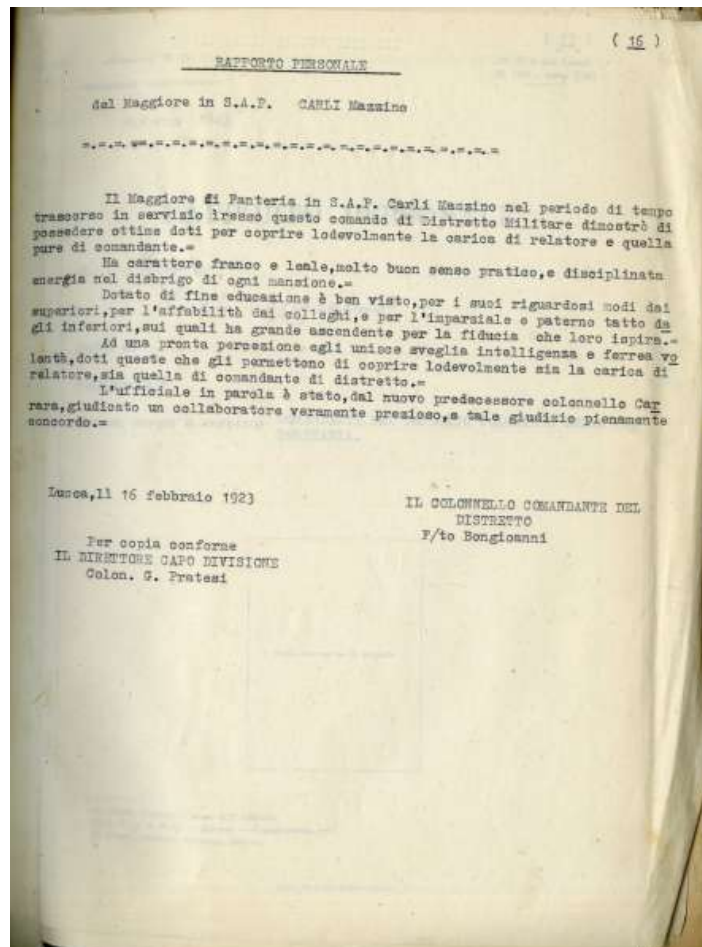 ( 16 )
RAPPORTO PERSONALE
del Maggiore in S.A.P. CARLI Mazzino
=.=.=. ==.=.=.=.=.=.=.=.=.=.=.=.=.=.=.=.=.=.=.=.=
Il Maggiore di Fanteria in S.A.P. Carli Mazzino nel periodo di tempo
trascorso in servizio lresso questo comando di Distretto Militare dimostrò di
possedere ottime doti per coprire lodevolmente la carica di relatore e quella
pure di comandante.=
Ha carattere franco e leale,molto buon senso pratico,e disciplinata
energia nel disbrigo di ogni mansione.=
Dotato di fine educazione è ben visto,per i suoi riguardosi modi dai
superiori,per l'affabilità dai colleghi,e per l'imparziale e paterno tatto da
gli inferiori,sui quali ha grande ascendente per la fiducia che loro ispira.=
Ad una pronta percezione egli unisce sveglia intelligenza e ferrea vo
lontà,doti queste che gli permettono di coprire lodevolmente sia la carica di
relatore,sia quella di comandante di distretto.=
L'ufficiale in parola è stato,dal nuovo predecessore colonnello Car
rara,giudicato un collaboratore veramente prezioso,e tale giudizio pienamente
concordo.=
Lucca,li 16 febbraio 1923
IL COLONNELLO COMANDANTE DEL
DISTRETTO
F/to Bongioanni
Per copia conforme
IL DIRETTORE CAPO DIVISIONE
Colon. G. Pratesi